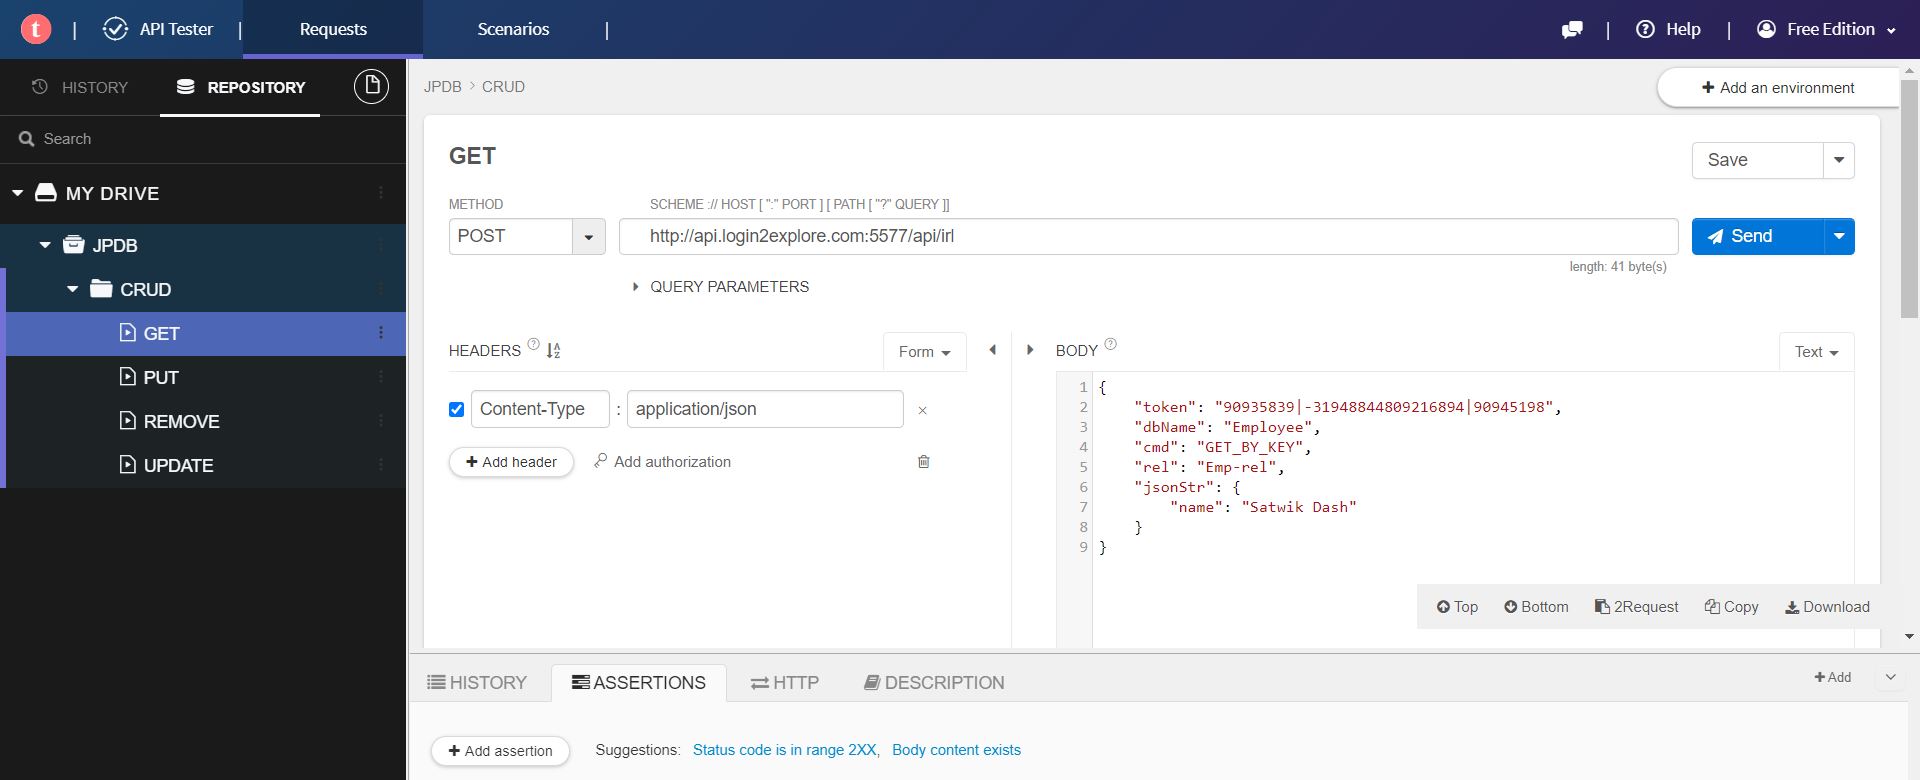 t | API Tester | Requests Scenarios | | Help | Free Edition
HISTORY REPOSITORY
Search
MY DRIVE
JPDB
CRUD
GET
PUT
REMOVE
UPDATE
JPDB > CRUD
+ Add an environment
GET
Save
METHOD SCHEME :// HOST [ ":" PORT ] [ PATH [ "?" QUERY ]]
POST http://api.login2explore.com:5577/api/irl Send
length: 41 byte(s)
QUERY PARAMETERS
HEADERS ? Form
Content-Type : application/json ×
+ Add header Add authorization
BODY ? Text
1 {
2 "token": "90935839|-31948844809216894|90945198",
3 "dbName": "Employee",
4 "cmd": "GET_BY_KEY",
5 "rel": "Emp-rel",
6 "jsonStr": {
7 "name": "Satwik Dash"
8 }
9 }
Top Bottom 2Request Copy Download
HISTORY ASSERTIONS HTTP DESCRIPTION + Add
+ Add assertion Suggestions: Status code is in range 2XX, Body content exists